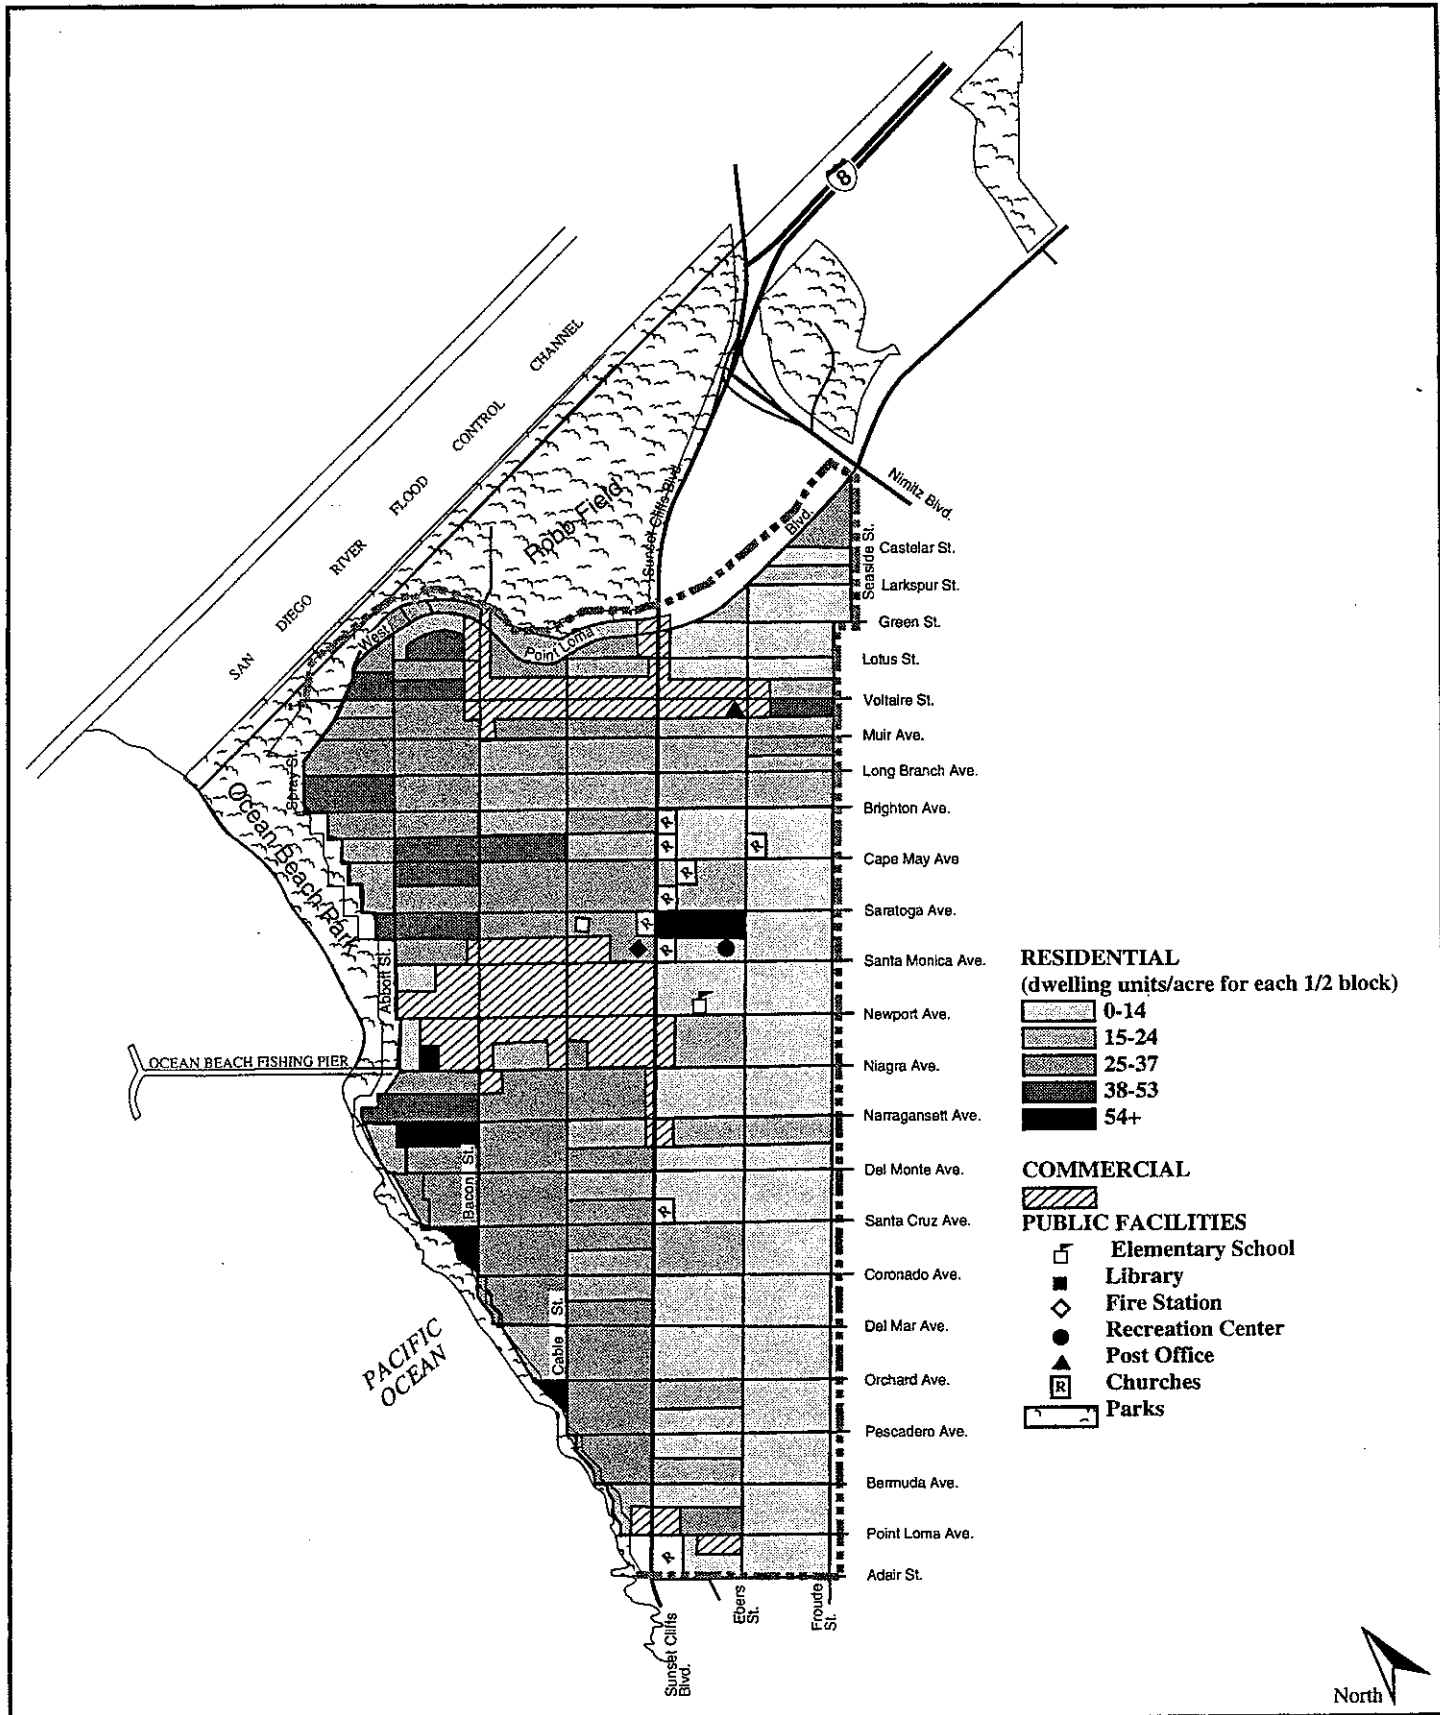 8
SAN DIEGO RIVER FLOOD CONTROL CHANNEL
Robb Field
Sunset Cliffs Blvd.
Nimitz Blvd.
Blvd.
Seaside St.
Castelar St.
Larkspur St.
Green St.
West
Point Loma
Lotus St.
Voltaire St.
Muir Ave.
Long Branch Ave.
Spray St.
Ocean Beach Park
Brighton Ave.
R
R
R
Cape May Ave
R
R
Saratoga Ave.
R
R
Santa Monica Ave.
Abbott St.
Newport Ave.
OCEAN BEACH FISHING PIER
Niagra Ave.
Narragansett Ave.
Bacon St.
Del Monte Ave.
R
Santa Cruz Ave.
Coronado Ave.
Cable St.
Del Mar Ave.
PACIFIC
OCEAN
Orchard Ave.
Pescadero Ave.
Bermuda Ave.
Point Loma Ave.
R
Adair St.
Sunset Cliffs
Blvd.
Ebers
St.
Froude
St.
RESIDENTIAL
(dwelling units/acre for each 1/2 block)
0-14
15-24
25-37
38-53
54+
COMMERCIAL
PUBLIC FACILITIES
Elementary School
Library
Fire Station
Recreation Center
Post Office
R Churches
Parks
North